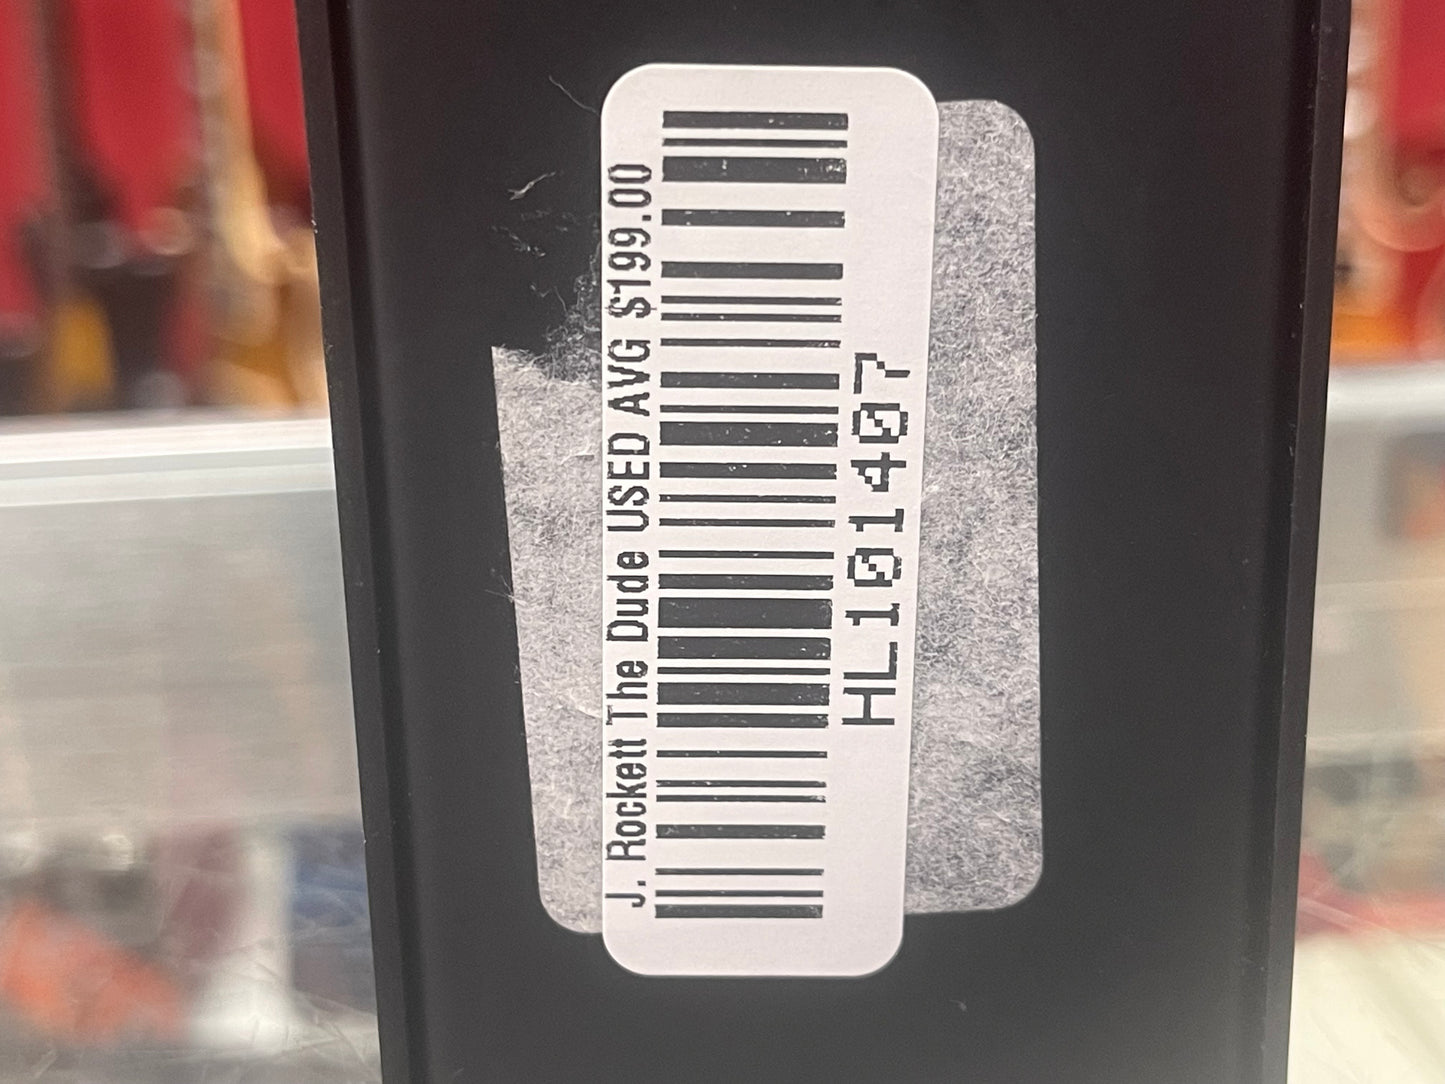 J. Rockett The Dude USED AVG $199.00
HL101407